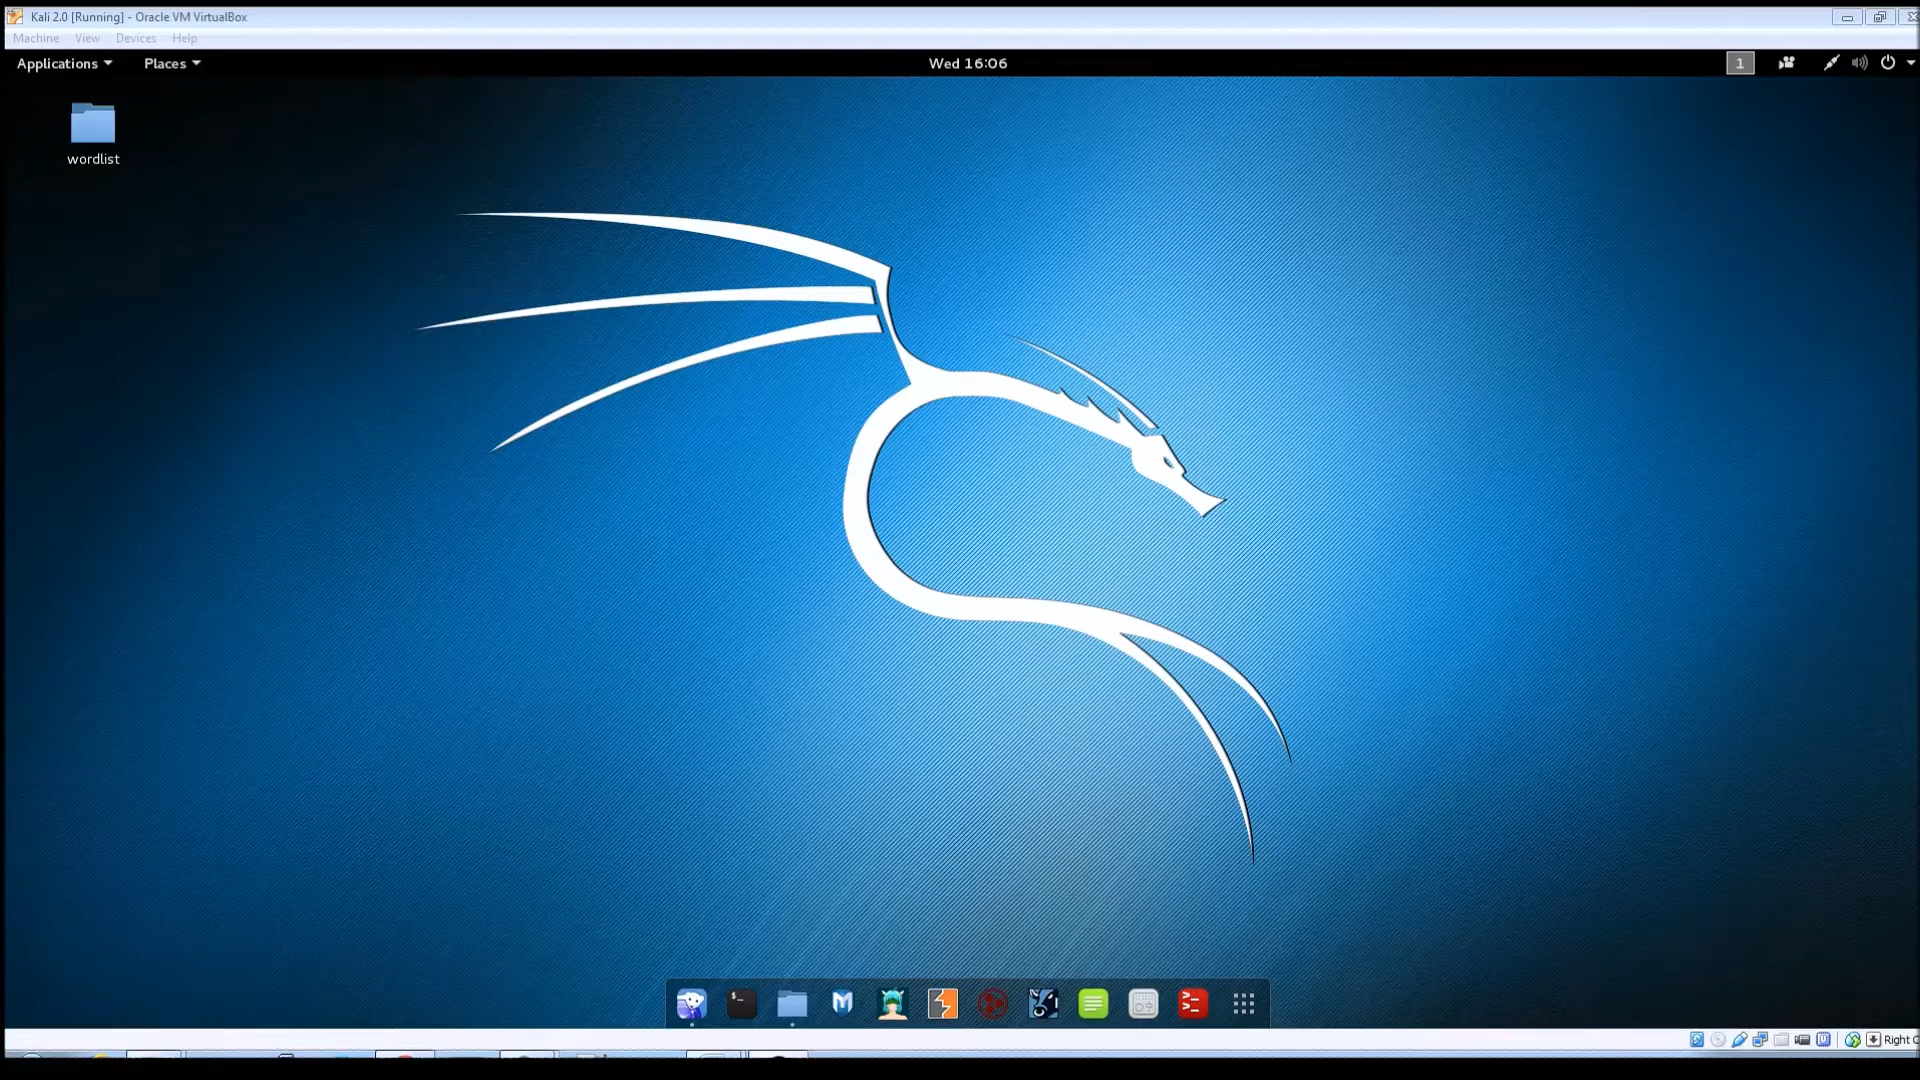 Kali 2.0 [Running] - Oracle VM VirtualBox
Machine View Devices Help
Applications Places Wed 16:06 1
wordlist
Right